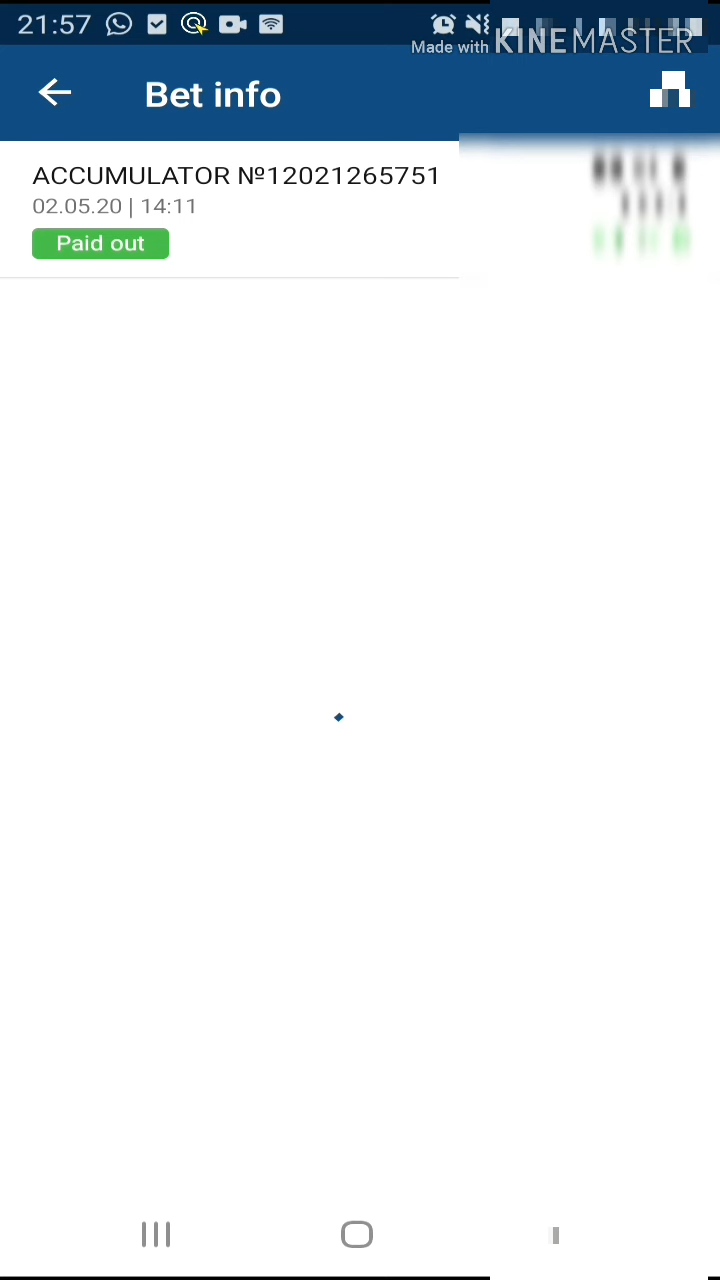 21:57
Made with KINEMASTER
Bet info
ACCUMULATOR №12021265751
02.05.20 | 14:11
Paid out